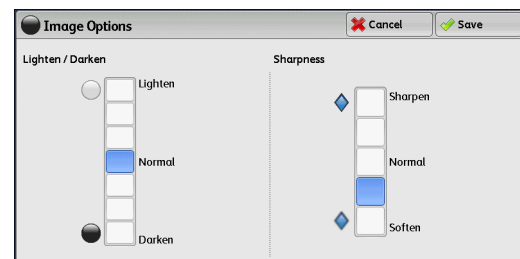 Image Options
Cancel
Save
Lighten / Darken
Sharpness
Lighten
Normal
Darken
Sharpen
Normal
Soften